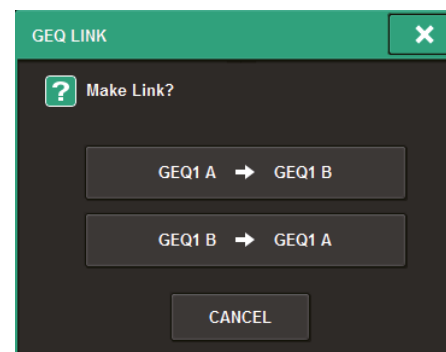 GEQ LINK
? Make Link?
GEQ1 A → GEQ1 B
GEQ1 B → GEQ1 A
CANCEL